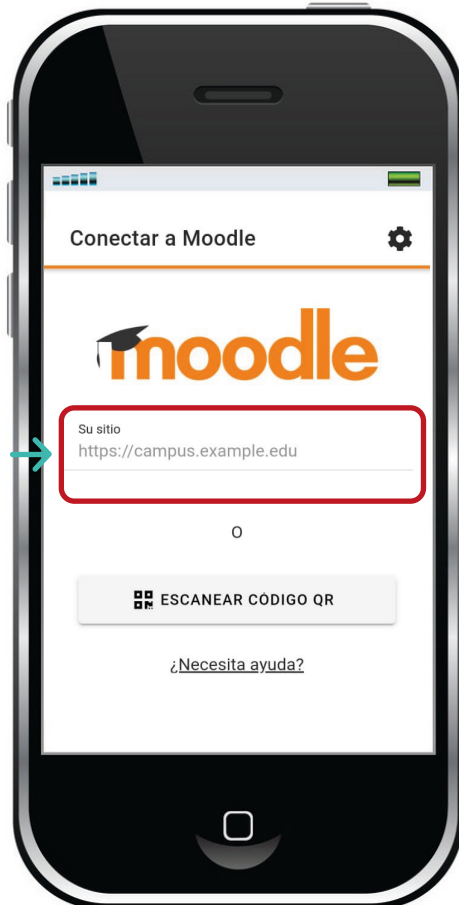 Conectar a Moodle
moodle
Su sitio
https://campus.example.edu
O
ESCANEAR CÓDIGO QR
¿Necesita ayuda?